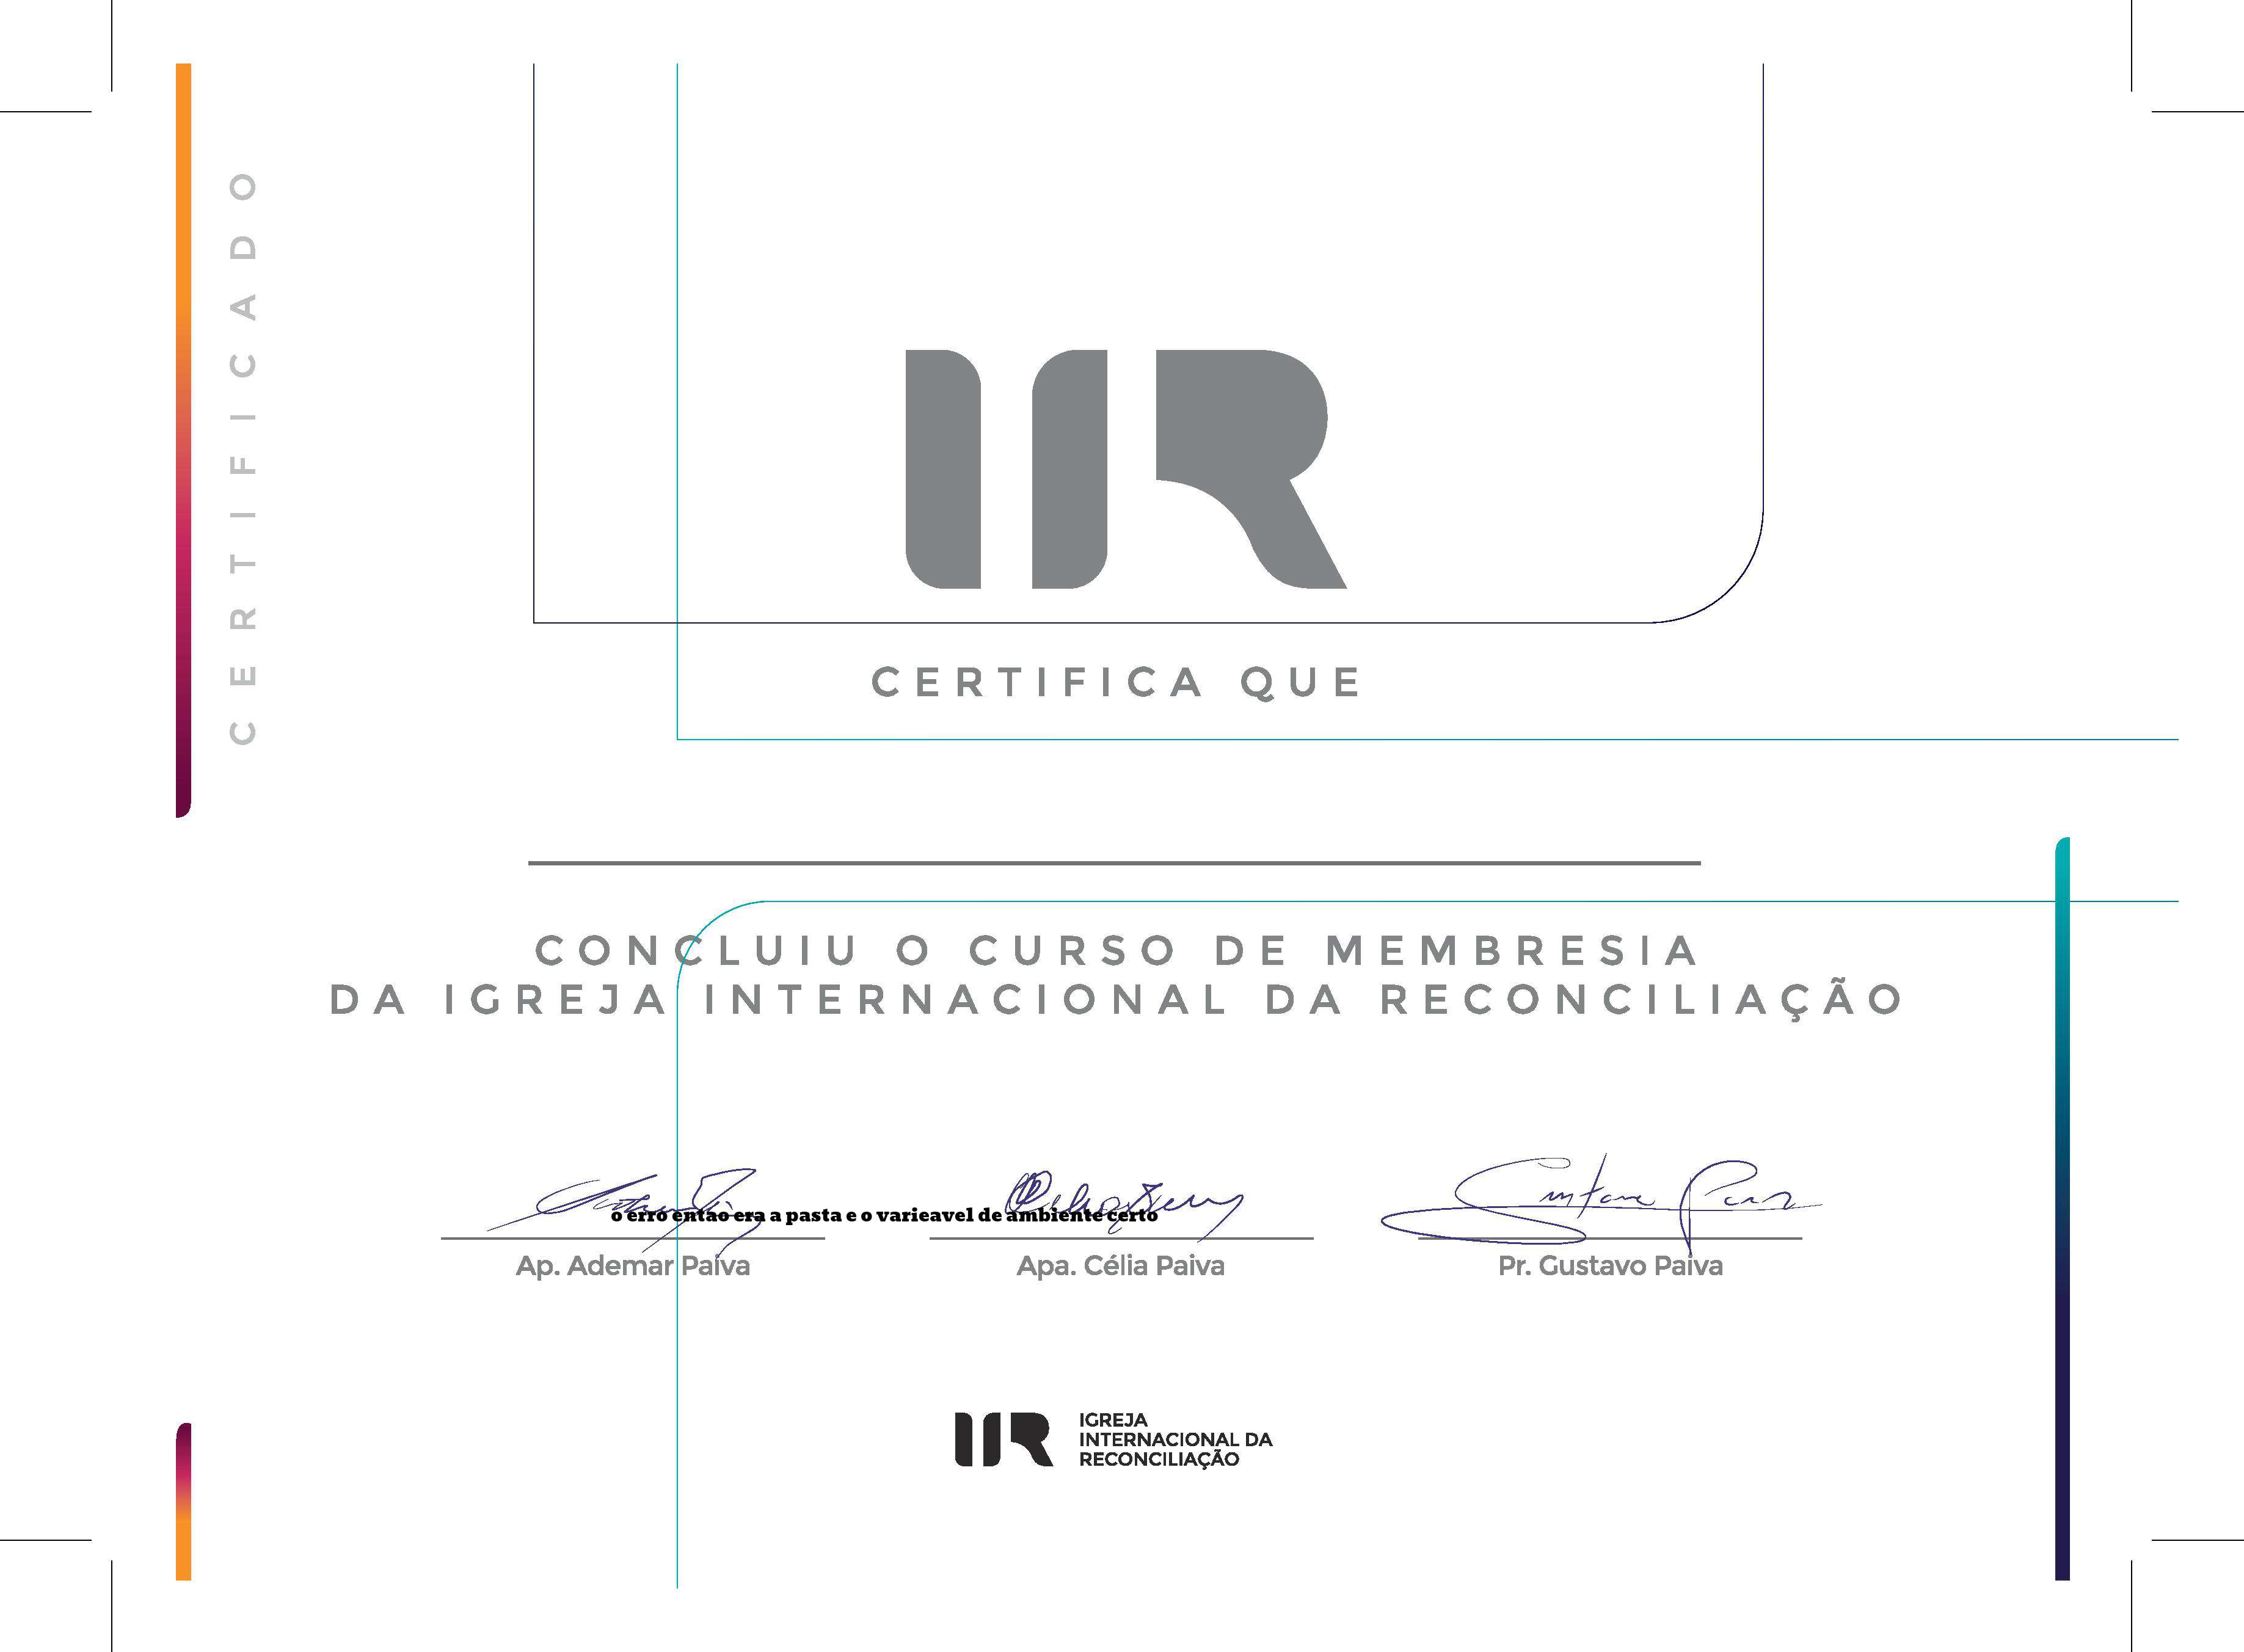 CERTIFICADO
IR
CERTIFICA QUE
CONCLUIU O CURSO DE MEMBRESIA
DA IGREJA INTERNACIONAL DA RECONCILIAÇÃO
o erro então era a pasta e o varieavel de ambiente certo
Ap. Ademar Paiva
Apa. Célia Paiva
Pr. Gustavo Paiva
IIR
IGREJA
INTERNACIONAL DA
RECONCILIAÇÃO